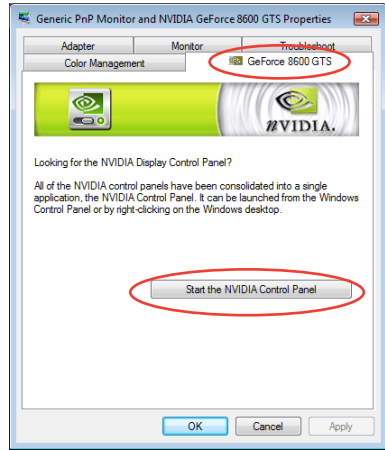 Generic PnP Monitor and NVIDIA GeForce 8600 GTS Properties
Adapter Monitor Troubleshoot
Color Management GeForce 8600 GTS
NVIDIA.
Looking for the NVIDIA Display Control Panel?
All of the NVIDIA control panels have been consolidated into a single
application, the NVIDIA Control Panel. It can be launched from the Windows
Control Panel or by right-clicking on the Windows desktop.
Start the NVIDIA Control Panel
OK Cancel Apply